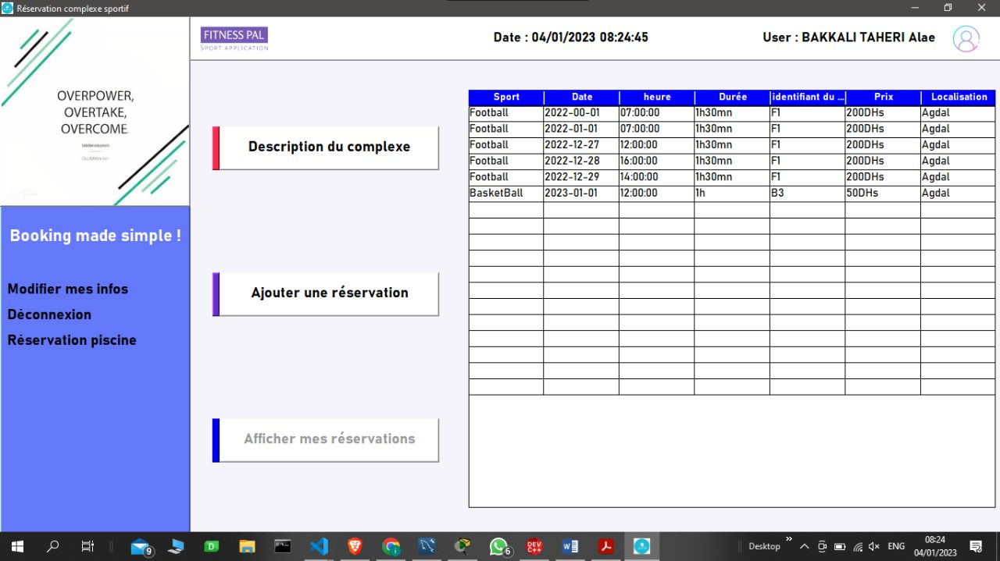 Réservation complexe sportif
OVERPOWER,
OVERTAKE,
OVERCOME.
FITNESS PAL
SPORT APPLICATION
Date : 04/01/2023 08:24:45
User : BAKKALI TAHERI Alae
Booking made simple !
Modifier mes infos
Déconnexion
Réservation piscine
Description du complexe
Ajouter une réservation
Afficher mes réservations
Sport Date heure Durée identifiant du ... Prix Localisation
Football 2022-00-01 07:00:00 1h30mn F1 200DHs Agdal
Football 2022-01-01 07:00:00 1h30mn F1 200DHs Agdal
Football 2022-12-27 12:00:00 1h30mn F1 200DHs Agdal
Football 2022-12-28 16:00:00 1h30mn F1 200DHs Agdal
Football 2022-12-29 14:00:00 1h30mn F1 200DHs Agdal
BasketBall 2023-01-01 12:00:00 1h B3 50DHs Agdal
9
D
6
DEV
C++
W
Desktop
ENG
08:24
04/01/2023